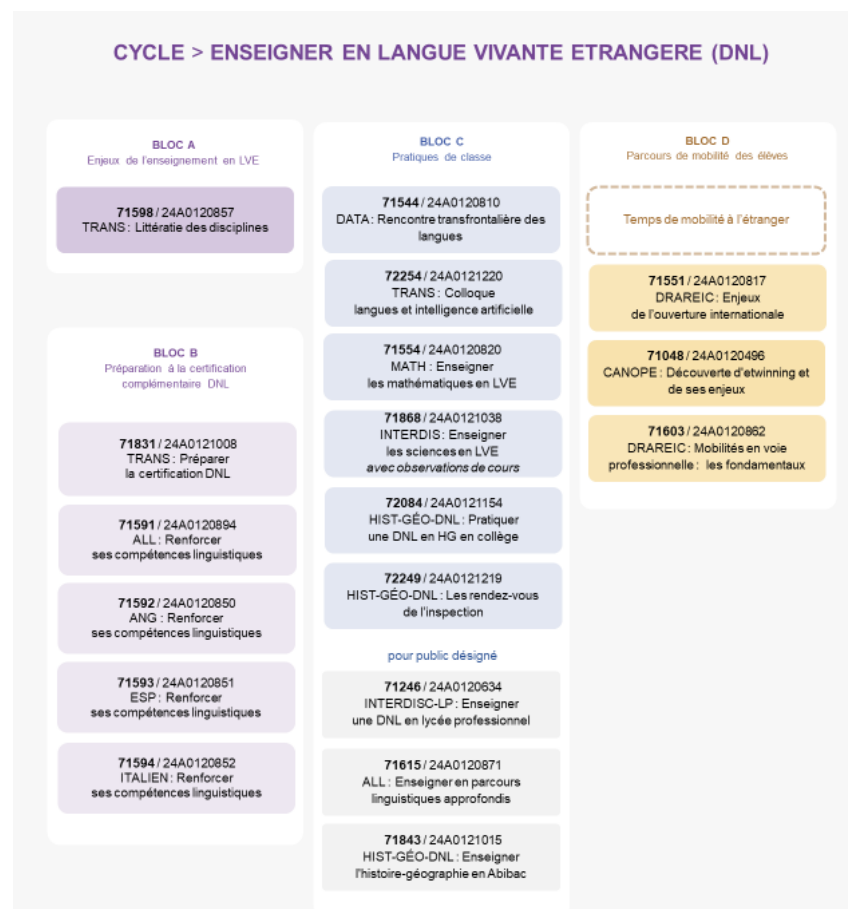 CYCLE > ENSEIGNER EN LANGUE VIVANTE ETRANGERE (DNL)
BLOC A
Enjeux de l'enseignement en LVE
71598 / 24A0120857
TRANS : Littératie des disciplines
BLOC B
Préparation à la certification
complémentaire DNL
71831 / 24A0121008
TRANS : Préparer
la certification DNL
71591 / 24A0120894
ALL : Renforcer
ses compétences linguistiques
71592 / 24A0120850
ANG : Renforcer
ses compétences linguistiques
71593 / 24A0120851
ESP : Renforcer
ses compétences linguistiques
71594 / 24A0120852
ITALIEN : Renforcer
ses compétences linguistiques
BLOC C
Pratiques de classe
71544 / 24A0120810
DATA : Rencontre transfrontalière des
langues
72254 / 24A0121220
TRANS : Colloque
langues et intelligence artificielle
71554 / 24A0120820
MATH : Enseigner
les mathématiques en LVE
71868 / 24A0121038
INTERDIS : Enseigner
les sciences en LVE
avec observations de cours
72084 / 24A0121154
HIST-GÉO-DNL : Pratiquer
une DNL en HG en collège
72249 / 24A0121219
HIST-GÉO-DNL : Les rendez-vous
de l'inspection
pour public désigné
71246 / 24A0120634
INTERDISC-LP : Enseigner
une DNL en lycée professionnel
71615 / 24A0120871
ALL : Enseigner en parcours
linguistiques approfondis
71843 / 24A0121015
HIST-GÉO-DNL : Enseigner
l'histoire-géographie en Abibac
BLOC D
Parcours de mobilité des élèves
Temps de mobilité à l'étranger
71551 / 24A0120817
DRAREIC : Enjeux
de l'ouverture internationale
71048 / 24A0120496
CANOPE : Découverte d'etwinning et
de ses enjeux
71603 / 24A0120862
DRAREIC : Mobilités en voie
professionnelle : les fondamentaux